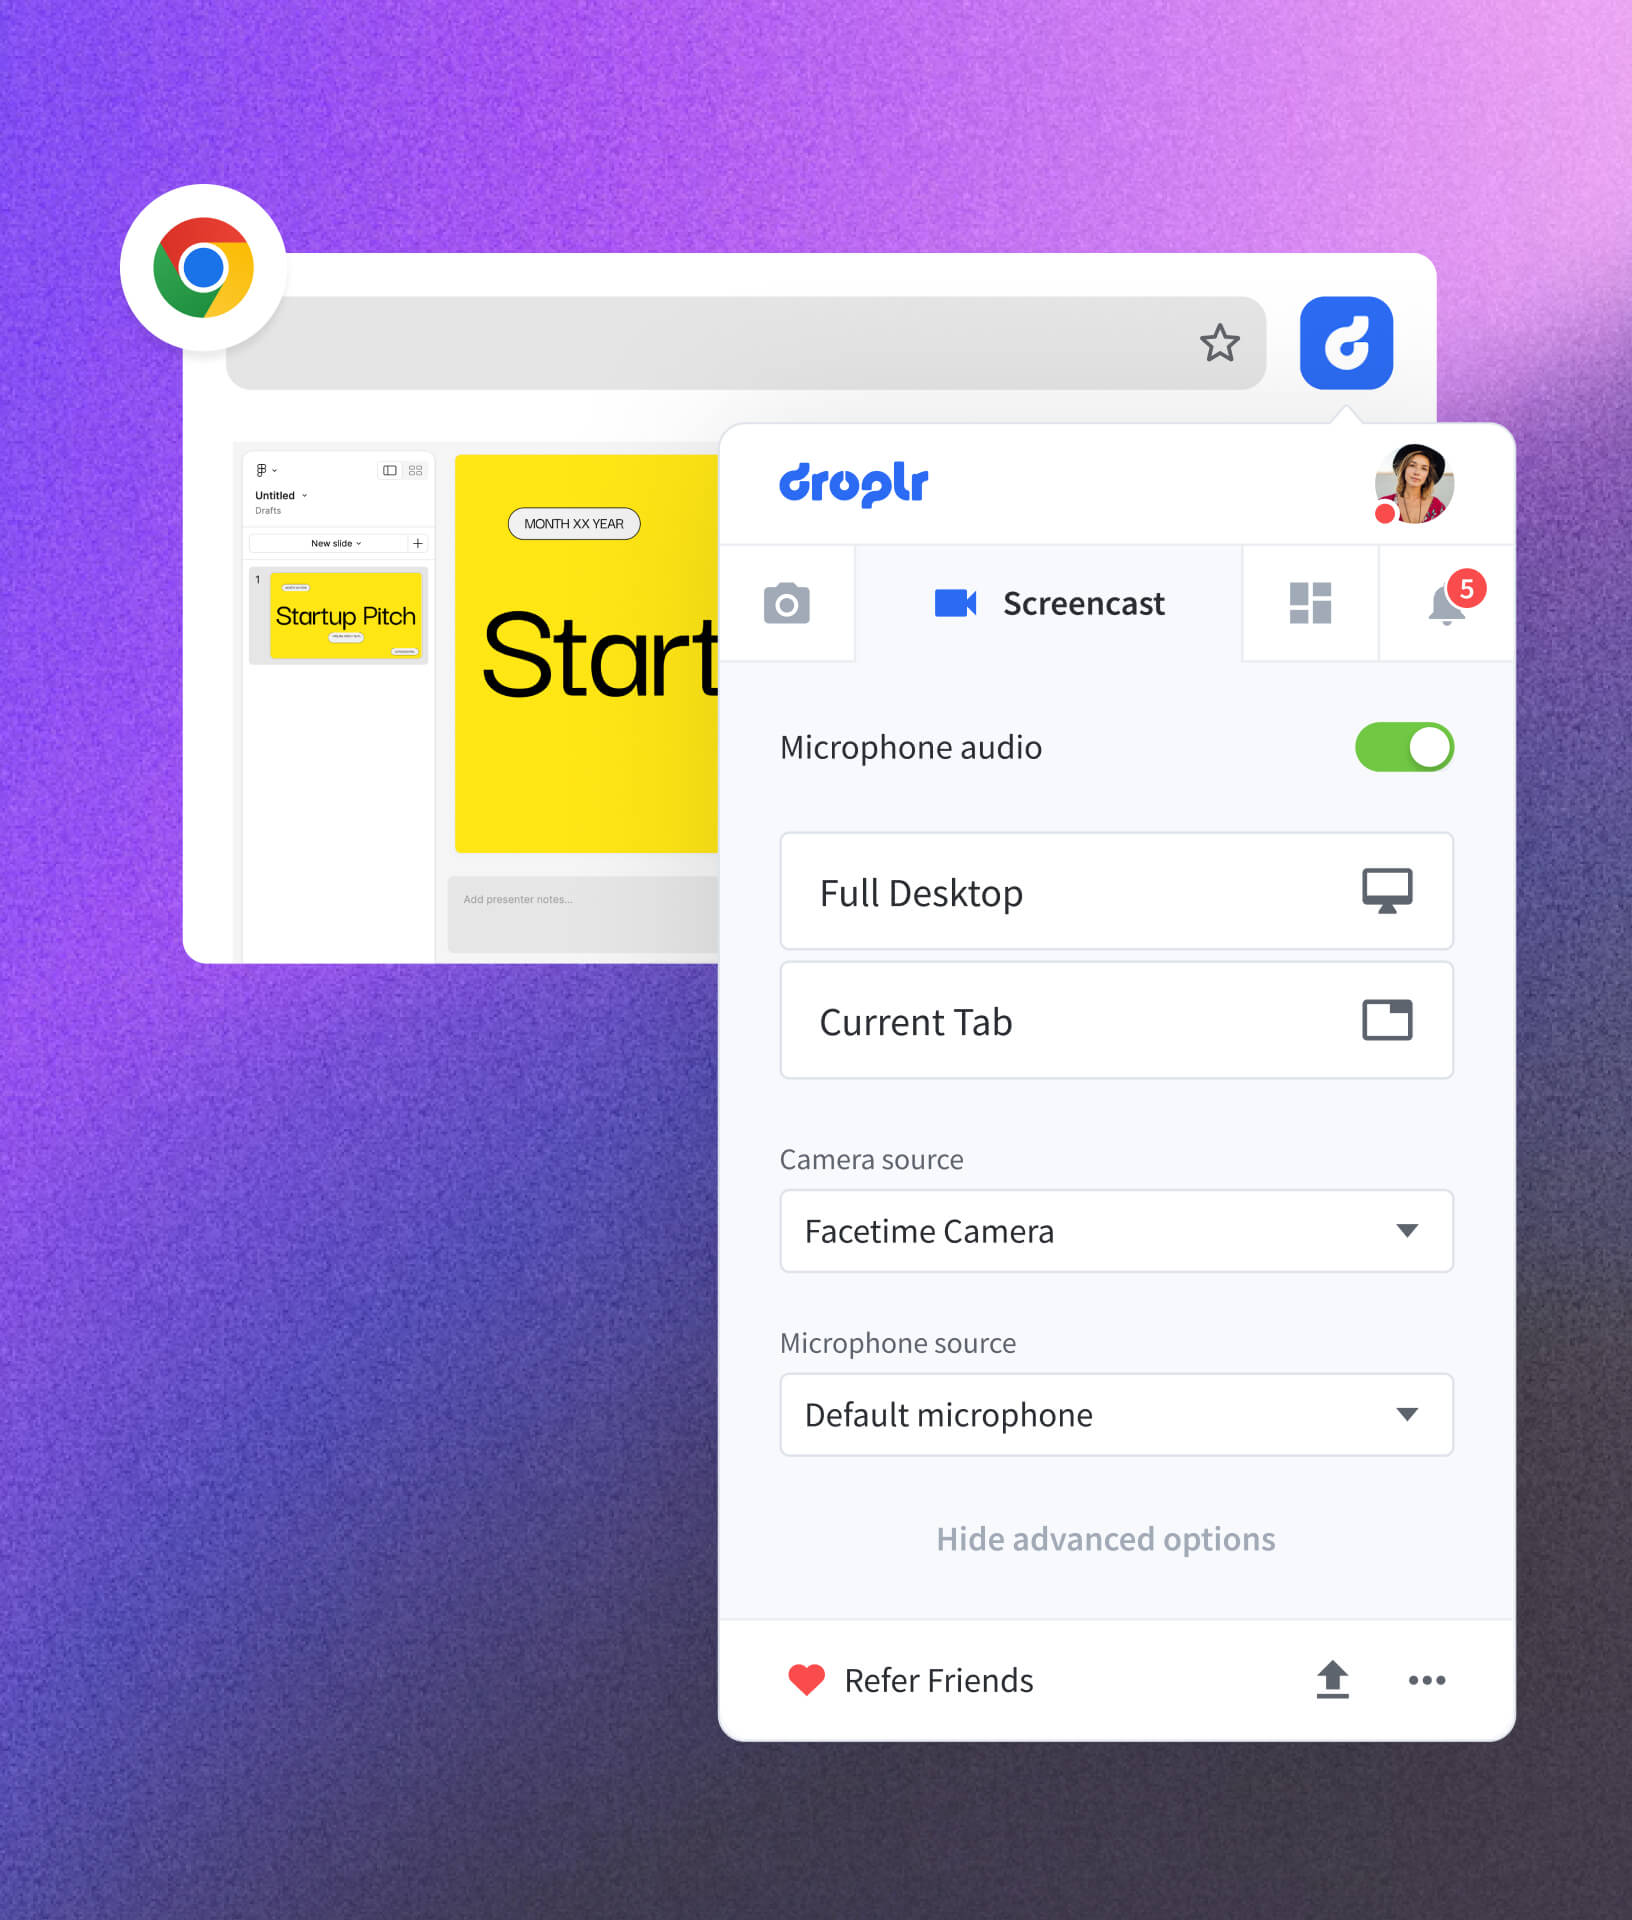 droplr
Untitled
Drafts
New slide
1
Startup Pitch
MONTH XX YEAR
Start
Add presenter notes...
Screencast
5
Microphone audio
Full Desktop
Current Tab
Camera source
Facetime Camera
Microphone source
Default microphone
Hide advanced options
Refer Friends